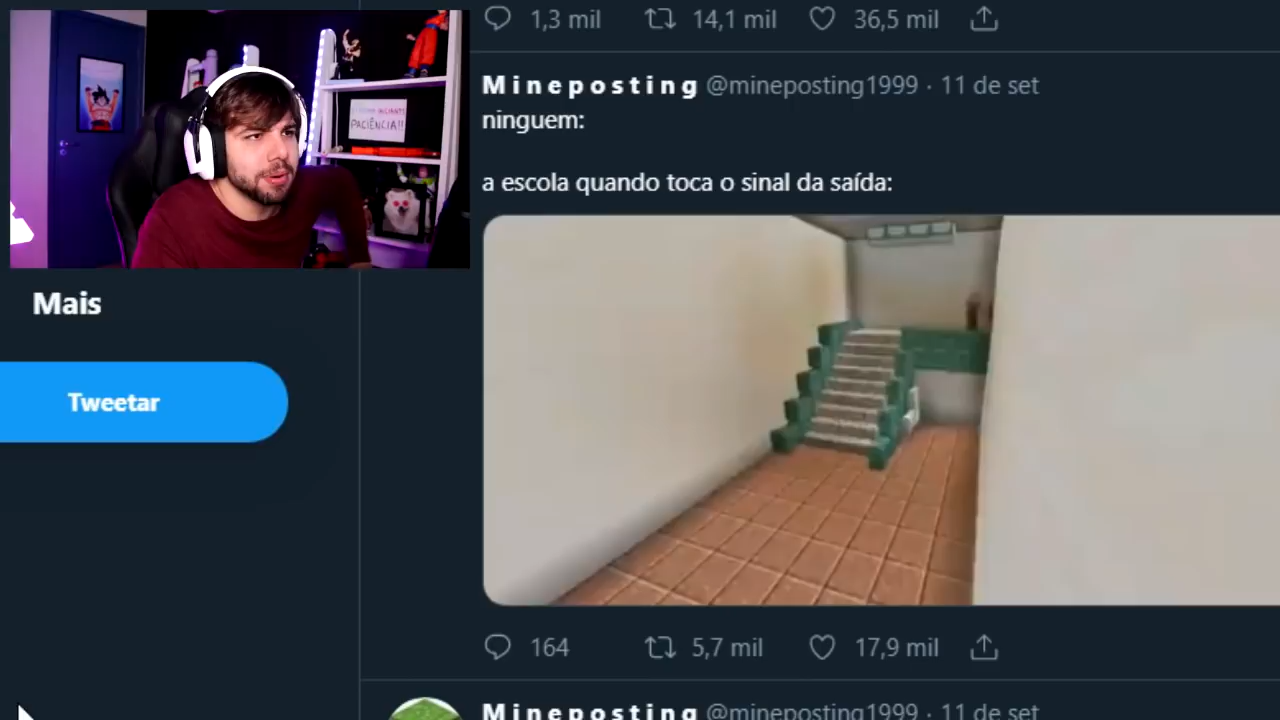 1,3 mil 14,1 mil 36,5 mil
Mineposting @mineposting1999 · 11 de set
ninguem:
a escola quando toca o sinal da saída:
PACIÊNCIA!!
Mais
Tweetar
164 5,7 mil 17,9 mil
Mineposting @mineposting1999 · 11 de set